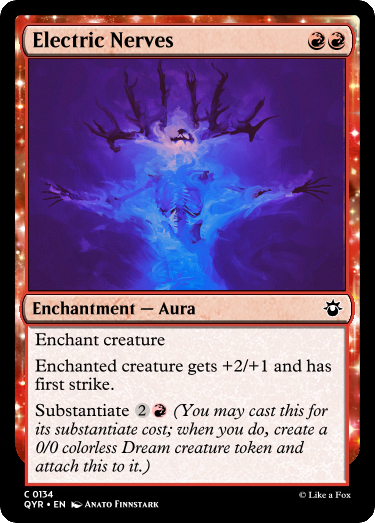 Electric Nerves
Enchantment — Aura
Enchant creature
Enchanted creature gets +2/+1 and has
first strike.
Substantiate 2 (You may cast this for
its substantiate cost; when you do, create a
0/0 colorless Dream creature token and
attach this to it.)
C 0134
QYR • EN Anato Finnstark
© Like a Fox